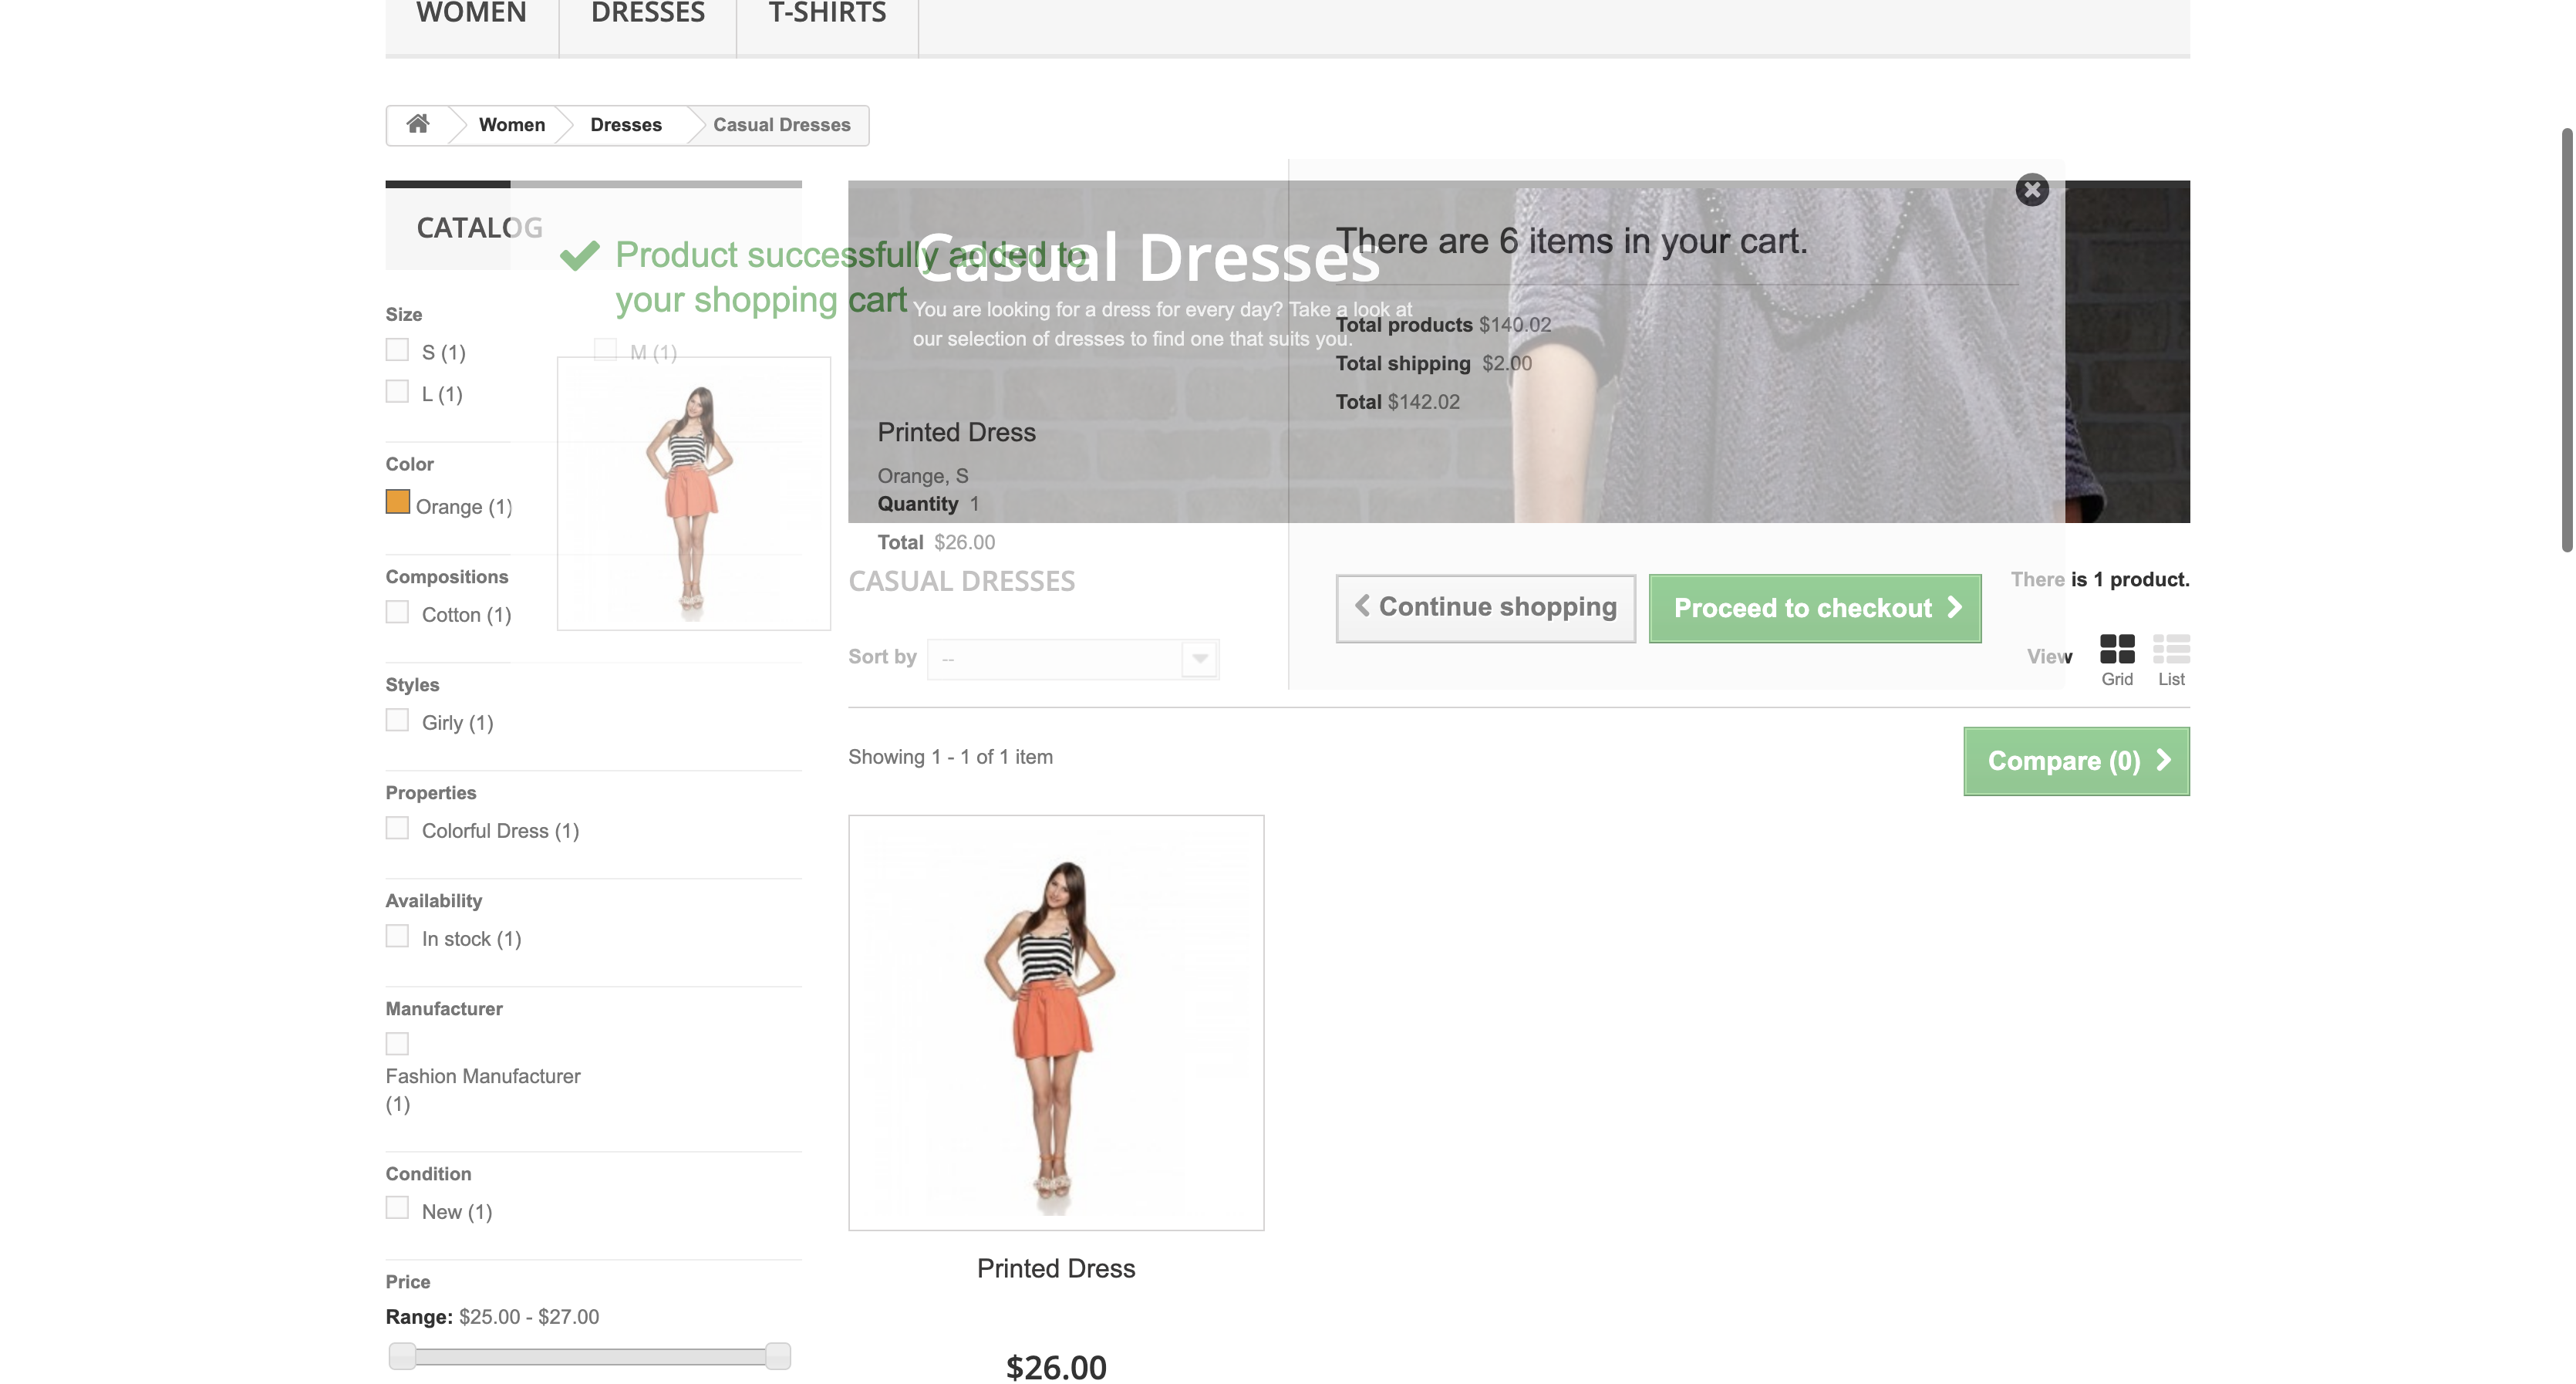 WOMEN
DRESSES
T-SHIRTS
Women
Dresses
Casual Dresses
CATALOG
Size
S (1)
M (1)
L (1)
Color
Orange (1)
Compositions
Cotton (1)
Styles
Girly (1)
Properties
Colorful Dress (1)
Availability
In stock (1)
Manufacturer
Fashion Manufacturer
(1)
Condition
New (1)
Price
Range: $25.00 - $27.00
Product successfully added to
your shopping cart
Casual Dresses
You are looking for a dress for every day? Take a look at
our selection of dresses to find one that suits you.
Printed Dress
Orange, S
Quantity 1
Total $26.00
There are 6 items in your cart.
Total products $140.02
Total shipping $2.00
Total $142.02
Continue shopping
Proceed to checkout
CASUAL DRESSES
There is 1 product.
Sort by
--
View
Grid
List
Showing 1 - 1 of 1 item
Compare (0)
Printed Dress
$26.00